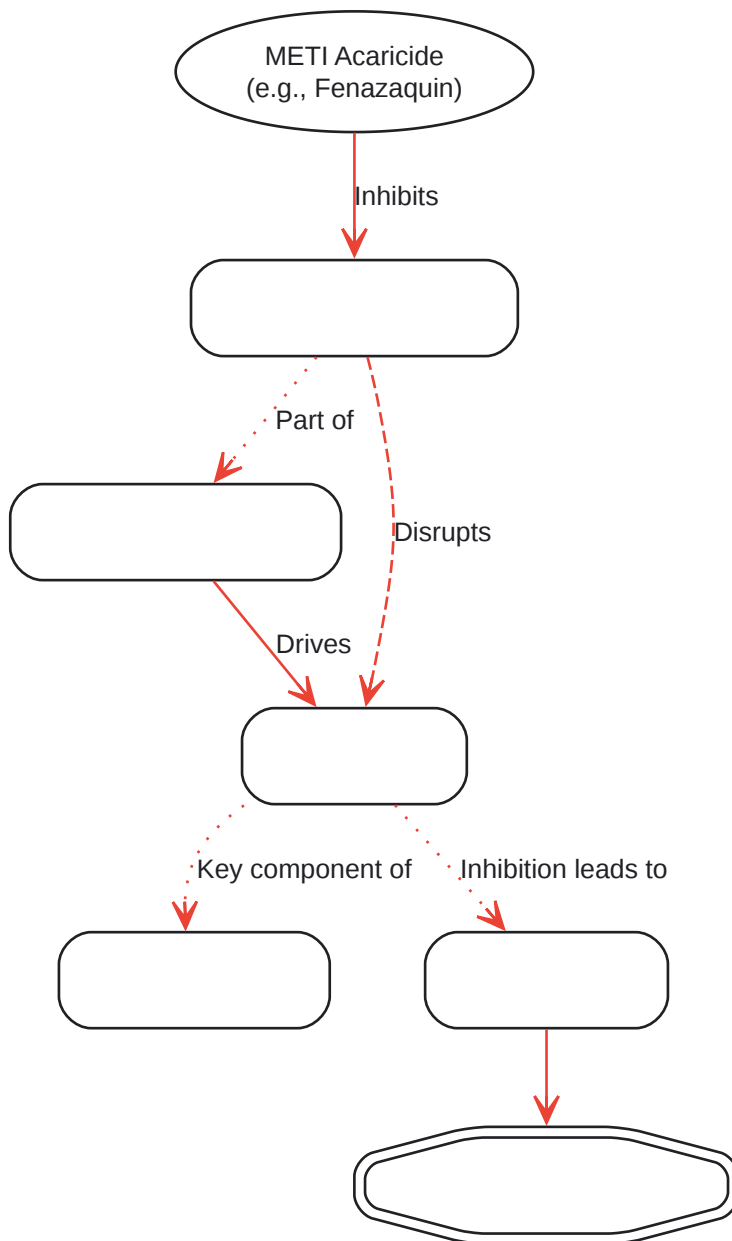 METI Acaricide
(e.g., Fenazaquin)
Inhibits
Part of
Disrupts
Drives
Key component of
Inhibition leads to